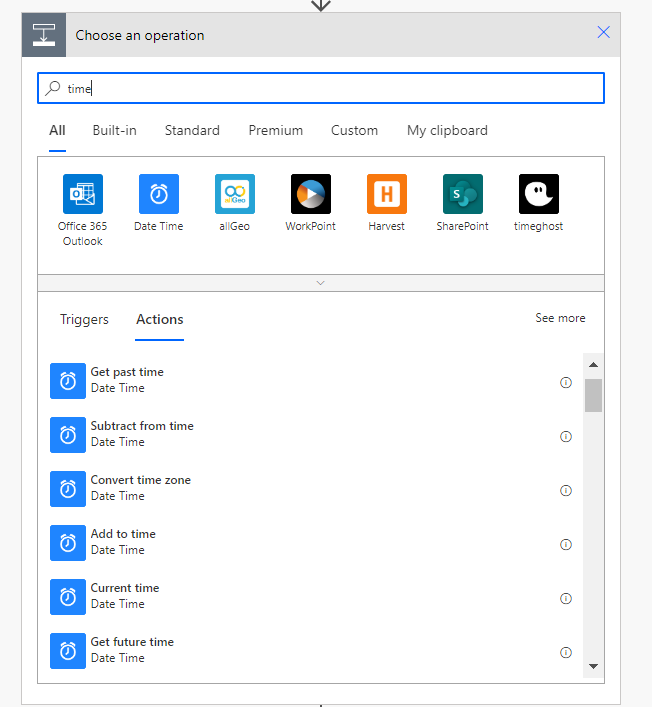 Choose an operation
time
All Built-in Standard Premium Custom My clipboard
Office 365 Outlook
Date Time
allGeo
allGeo
WorkPoint
H
Harvest
S
SharePoint
timeghost
Triggers Actions See more
Get past time
Date Time
Subtract from time
Date Time
Convert time zone
Date Time
Add to time
Date Time
Current time
Date Time
Get future time
Date Time